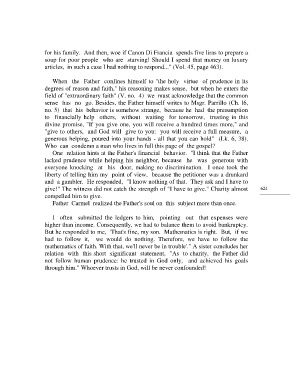 for his family. And then, wove if Canon Di Francia spends five liras to prepare a
soup for poor people who are starving! Should I spend that money on luxury
articles, in such a case I had nothing to respond..." (Vol. 45, page 463).
When the Father confines himself to "the holy virtue of prudence in its
degrees of mason and faith," his reasoning makes sense, but when he enters the
field of "extraordinary faith" (V, no. 4) we must acknowledge that the common
sense has no go. Besides, the Father himself writes to Msgr. Parrillo (Ch. 16,
no. 5) that his behavior is somehow strange, because he had the presumption
to financially help others, without waiting for tomorrow, trusting in this
divine promise, "If you give one, you will receive a hundred times more," and
"give to others, and God will give to you: you will receive a full measure, a
generous helping, poured into your hands - all that you can hold" (Lk. 6, 38).
Who can condemn a man who lives in full this page of the gospel?
One relation hints at the Father's financial behavior. "I think that the Father
lacked prudence while helping his neighbor, because he was generous with
everyone knocking at his door, making no discrimination. I once took the
liberty of telling him my point of view, because the petitioner was a drunkard
and a gambler. He responded, "I know nothing of that. They ask and I have to
give!" The witness did not catch the strength of "I have to give." Charity almost
compelled him to give.
Father Carmel realized the Father's soul on this subject more than once.
621
I often submitted the ledgers to him, pointing out that expenses were
higher than income. Consequently, we had to balance them to avoid bankruptcy.
But he responded to me, "That's fine, my son. Mathematics is right. But, if we
had to follow it, we would do nothing. Therefore, we have to follow the
mathematics of faith. With that, we'll never be in trouble'." A sister concludes her
relation with this short significant statement, "As to charity, the Father did
not follow human prudence: he trusted in God only, and achieved his goals
through him." Whoever trusts in God, will be never confounded!